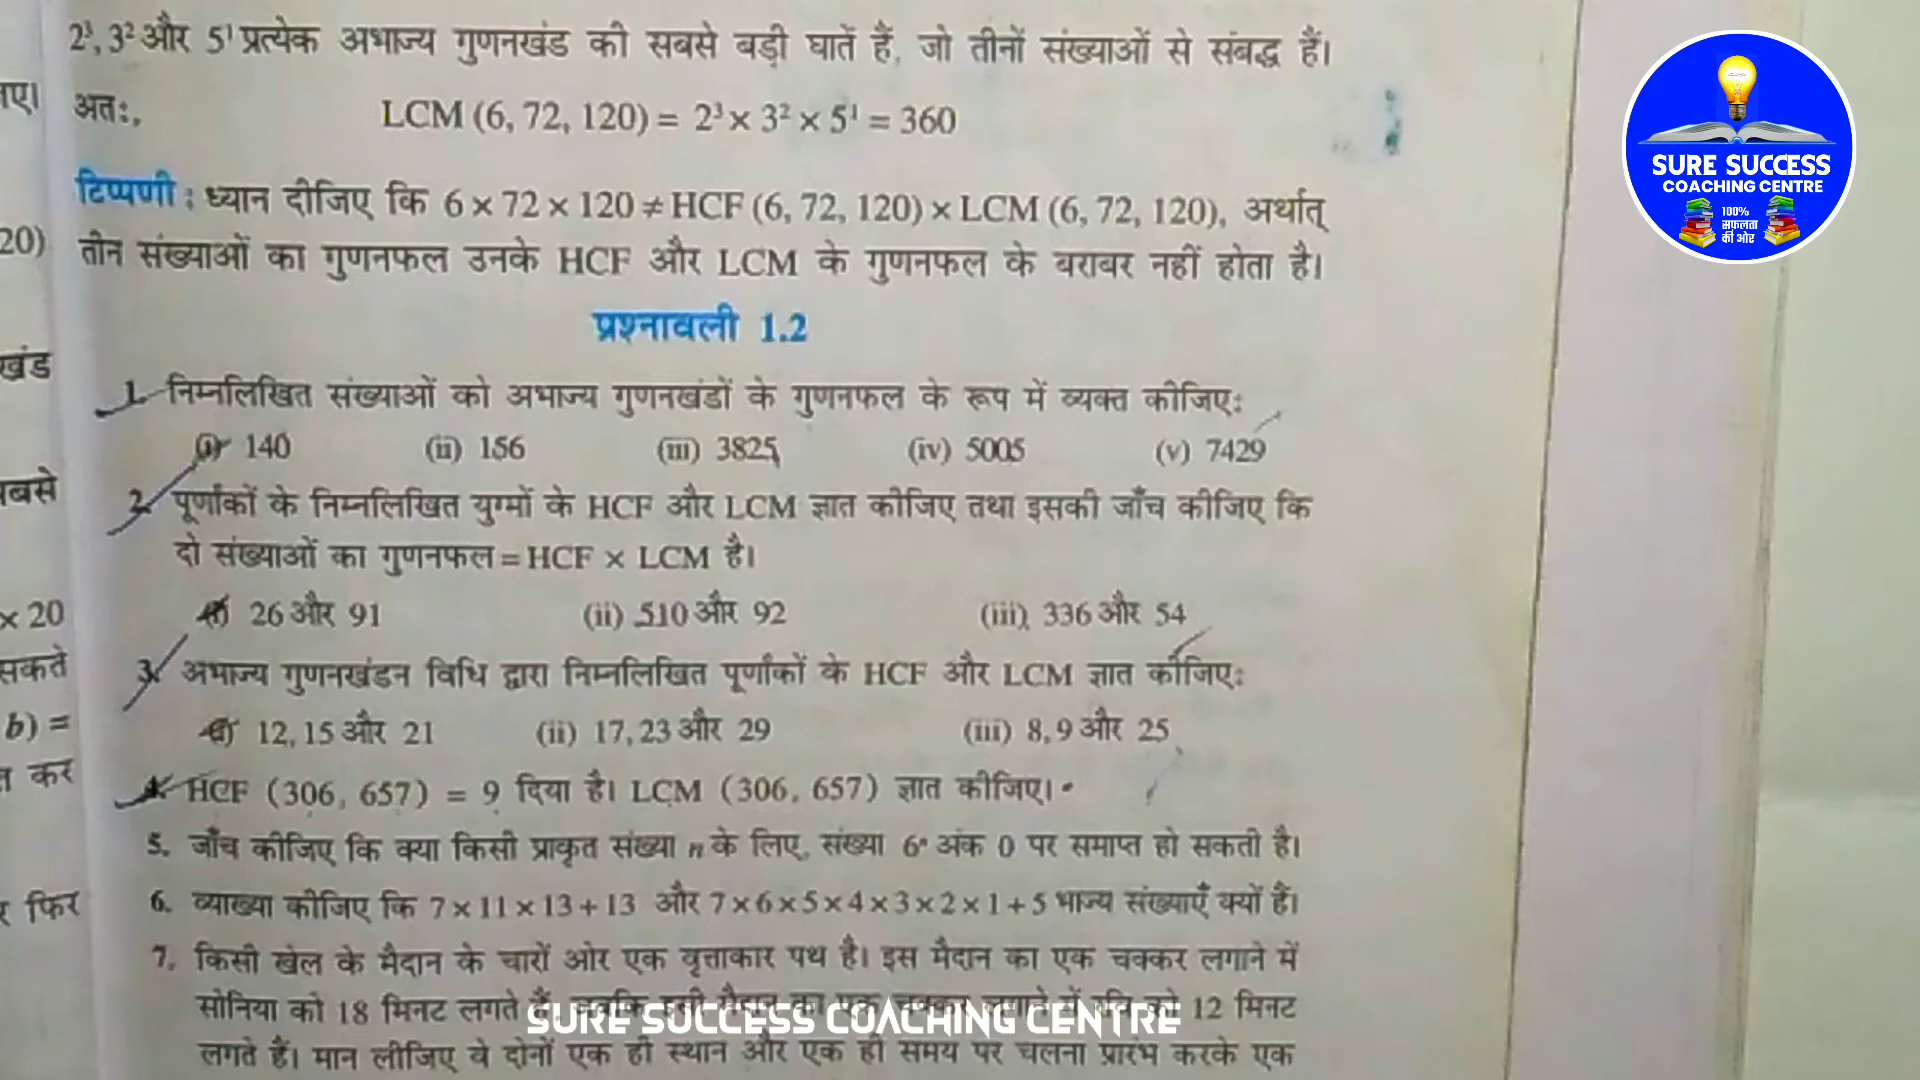 2³, 3² और 5¹ प्रत्येक अभाज्य गुणनखंड की सबसे बड़ी घातें हैं, जो तीनों संख्याओं से संबद्ध हैं।
अतः, LCM (6, 72, 120) = 2³ × 3² × 5¹ = 360
टिप्पणी : ध्यान दीजिए कि 6 × 72 × 120 ≠ HCF (6, 72, 120) × LCM (6, 72, 120), अर्थात्
तीन संख्याओं का गुणनफल उनके HCF और LCM के गुणनफल के बराबर नहीं होता है।
प्रश्नावली 1.2
1. निम्नलिखित संख्याओं को अभाज्य गुणनखंडों के गुणनफल के रूप में व्यक्त कीजिए:
(i) 140 (ii) 156 (iii) 3825 (iv) 5005 (v) 7429
2. पूर्णांकों के निम्नलिखित युग्मों के HCF और LCM ज्ञात कीजिए तथा इसकी जाँच कीजिए कि
दो संख्याओं का गुणनफल = HCF × LCM है।
(i) 26 और 91 (ii) 510 और 92 (iii) 336 और 54
3. अभाज्य गुणनखंडन विधि द्वारा निम्नलिखित पूर्णांकों के HCF और LCM ज्ञात कीजिए:
(i) 12, 15 और 21 (ii) 17, 23 और 29 (iii) 8, 9 और 25
4. HCF (306, 657) = 9 दिया है। LCM (306, 657) ज्ञात कीजिए।
5. जाँच कीजिए कि क्या किसी प्राकृत संख्या n के लिए, संख्या 6ⁿ अंक 0 पर समाप्त हो सकती है।
6. व्याख्या कीजिए कि 7 × 11 × 13 + 13 और 7 × 6 × 5 × 4 × 3 × 2 × 1 + 5 भाज्य संख्याएँ क्यों हैं।
7. किसी खेल के मैदान के चारों ओर एक वृत्ताकार पथ है। इस मैदान का एक चक्कर लगाने में
सोनिया को 18 मिनट लगते 12 मिनट
लगते हैं। मान लीजिए वे दोनों एक ही स्थान और एक ही समय पर चलना प्रारंभ करके एक
20)
खंड
× 20
सकते
b) =
कर
फिर
SURE SUCCESS
COACHING CENTRE
100%
सफलता
की ओर
SURE SUCCESS COACHING CENTRE